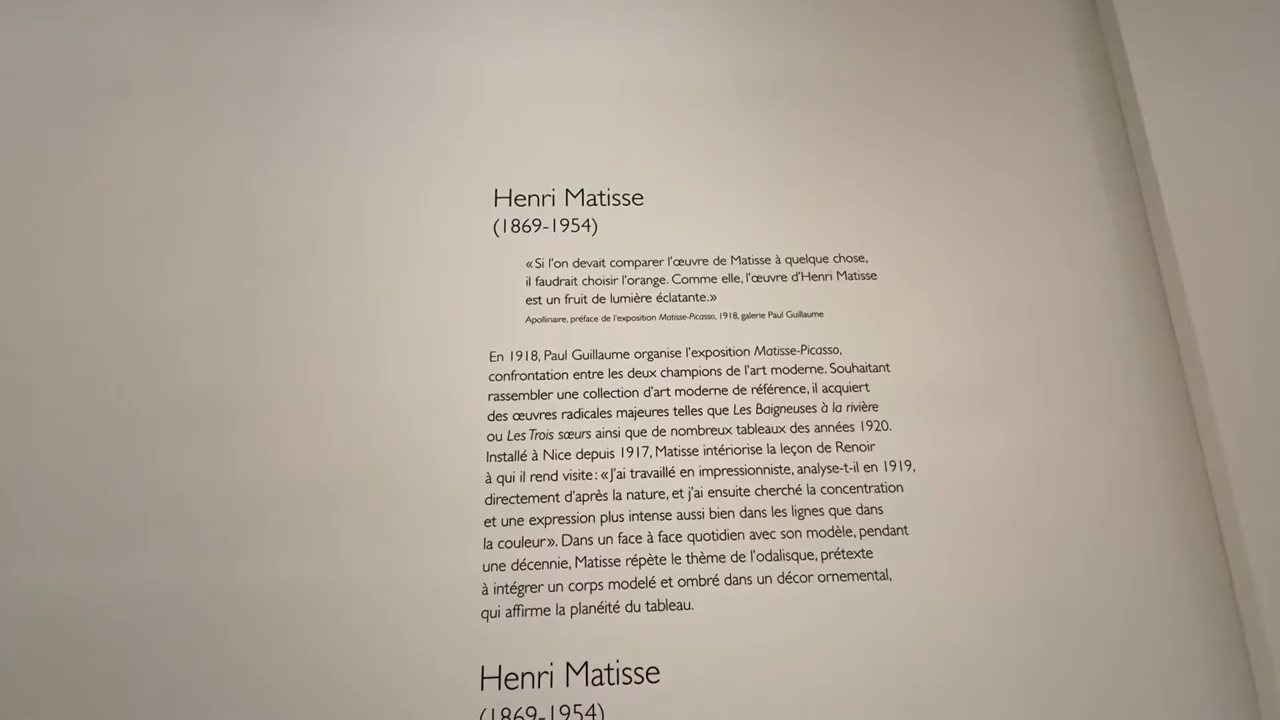 Henri Matisse
(1869-1954)
«Si l'on devait comparer l'œuvre de Matisse à quelque chose,
il faudrait choisir l'orange. Comme elle, l'œuvre d'Henri Matisse
est un fruit de lumière éclatante.»
Apollinaire, préface de l'exposition Matisse-Picasso, 1918, galerie Paul Guillaume
En 1918, Paul Guillaume organise l'exposition Matisse-Picasso,
confrontation entre les deux champions de l'art moderne. Souhaitant
rassembler une collection d'art moderne de référence, il acquiert
des œuvres radicales majeures telles que Les Baigneuses à la rivière
ou Les Trois sœurs ainsi que de nombreux tableaux des années 1920.
Installé à Nice depuis 1917, Matisse intériorise la leçon de Renoir
à qui il rend visite : «J'ai travaillé en impressionniste, analyse-t-il en 1919,
directement d'après la nature, et j'ai ensuite cherché la concentration
et une expression plus intense aussi bien dans les lignes que dans
la couleur». Dans un face à face quotidien avec son modèle, pendant
une décennie, Matisse répète le thème de l'odalisque, prétexte
à intégrer un corps modelé et ombré dans un décor ornemental,
qui affirme la planéité du tableau.
Henri Matisse
(1869-1954)